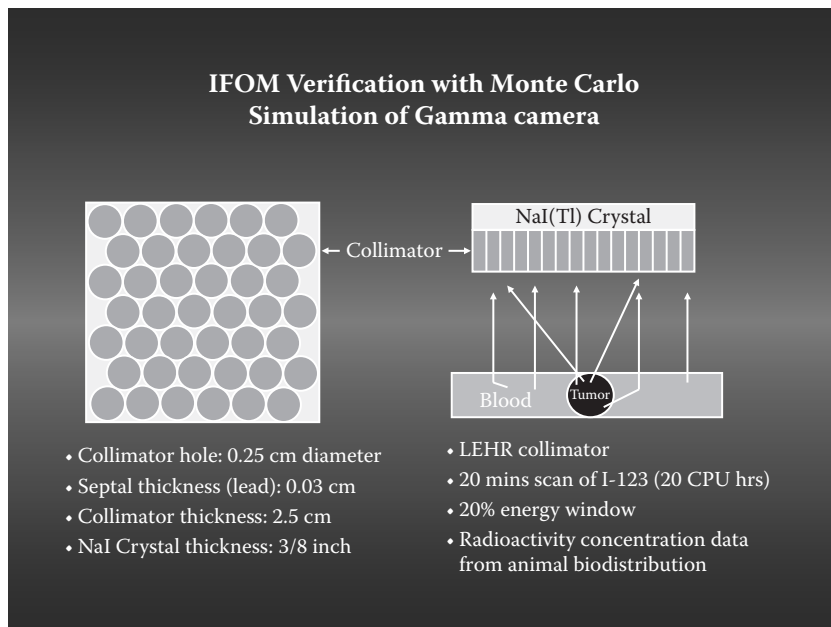 IFOM Verification with Monte Carlo
Simulation of Gamma camera
Collimator
NaI(Tl) Crystal
Blood
Tumor
• Collimator hole: 0.25 cm diameter
• Septal thickness (lead): 0.03 cm
• Collimator thickness: 2.5 cm
• NaI Crystal thickness: 3/8 inch
• LEHR collimator
• 20 mins scan of I-123 (20 CPU hrs)
• 20% energy window
• Radioactivity concentration data
from animal biodistribution